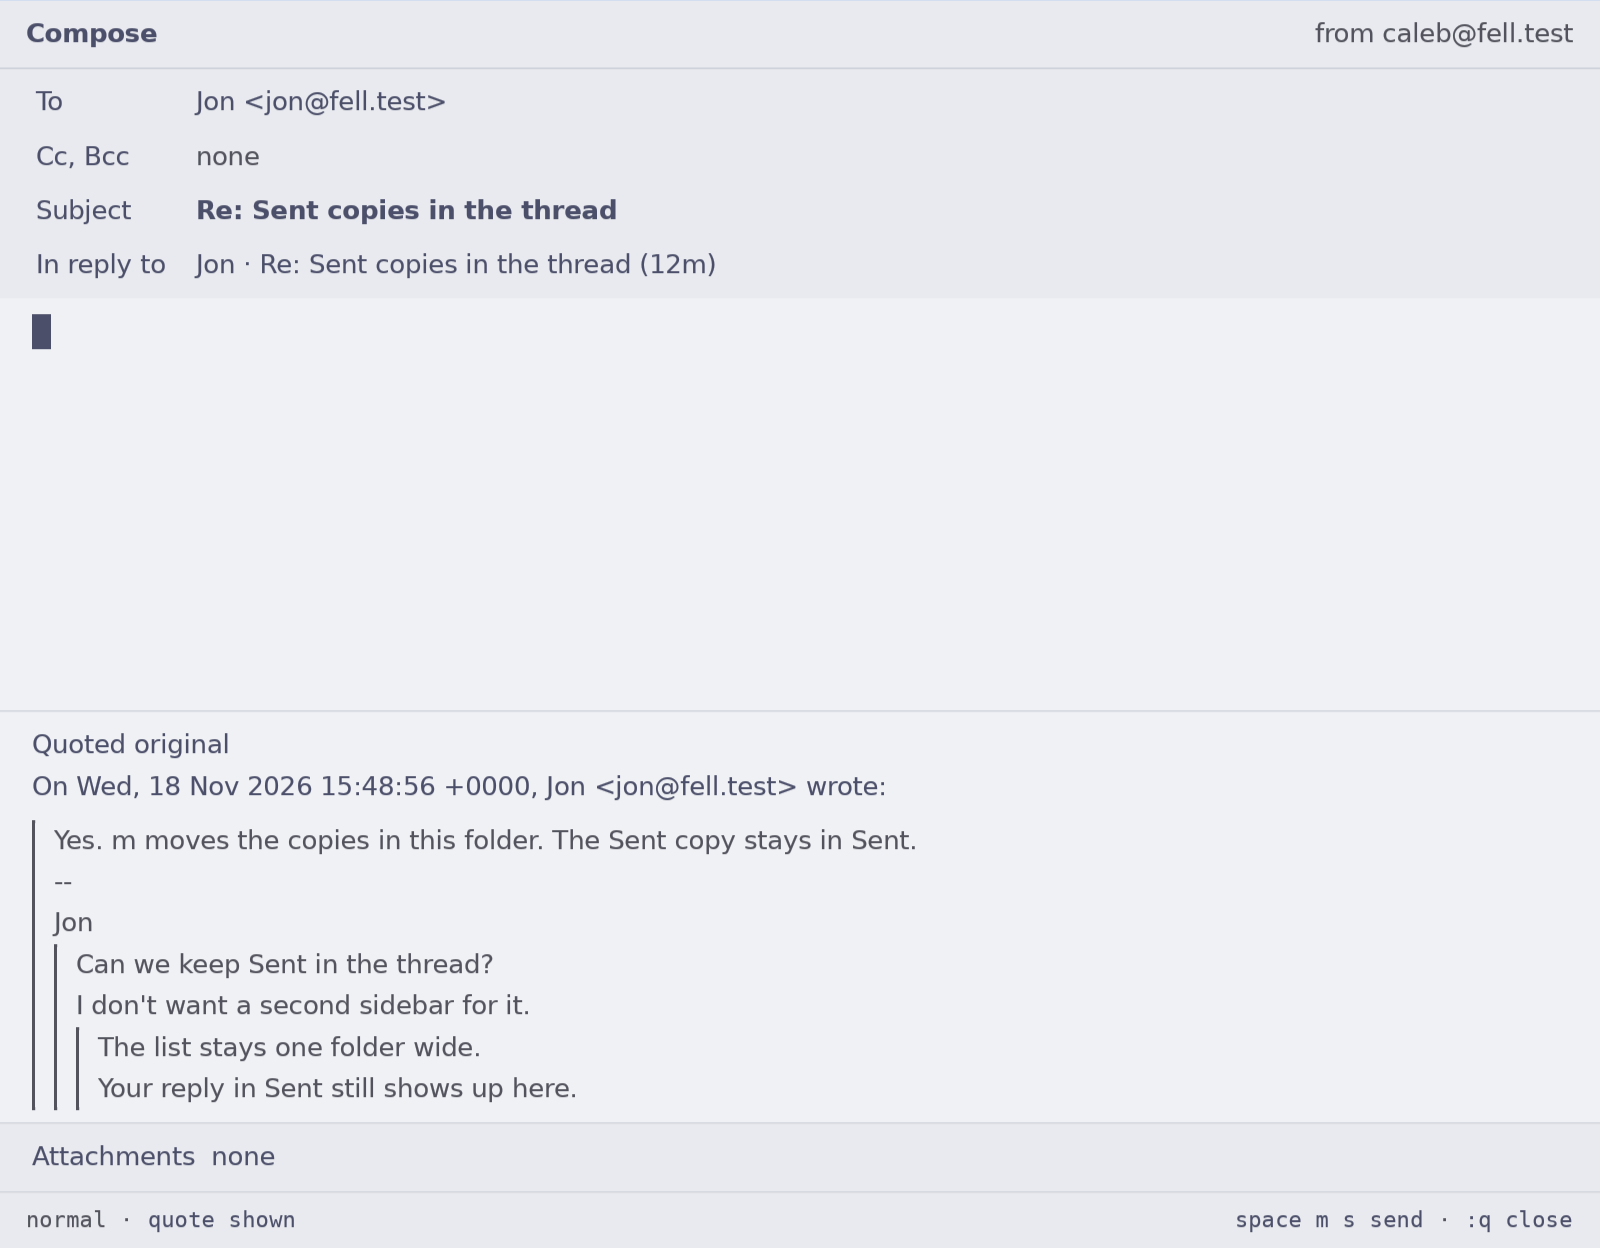 Compose from caleb@fell.test
To Jon <jon@fell.test>
Cc, Bcc none
Subject Re: Sent copies in the thread
In reply to Jon · Re: Sent copies in the thread (12m)
Quoted original
On Wed, 18 Nov 2026 15:48:56 +0000, Jon <jon@fell.test> wrote:
Yes. m moves the copies in this folder. The Sent copy stays in Sent.
--
Jon
Can we keep Sent in the thread?
I don't want a second sidebar for it.
The list stays one folder wide.
Your reply in Sent still shows up here.
Attachments none
normal · quote shown space m s send · :q close